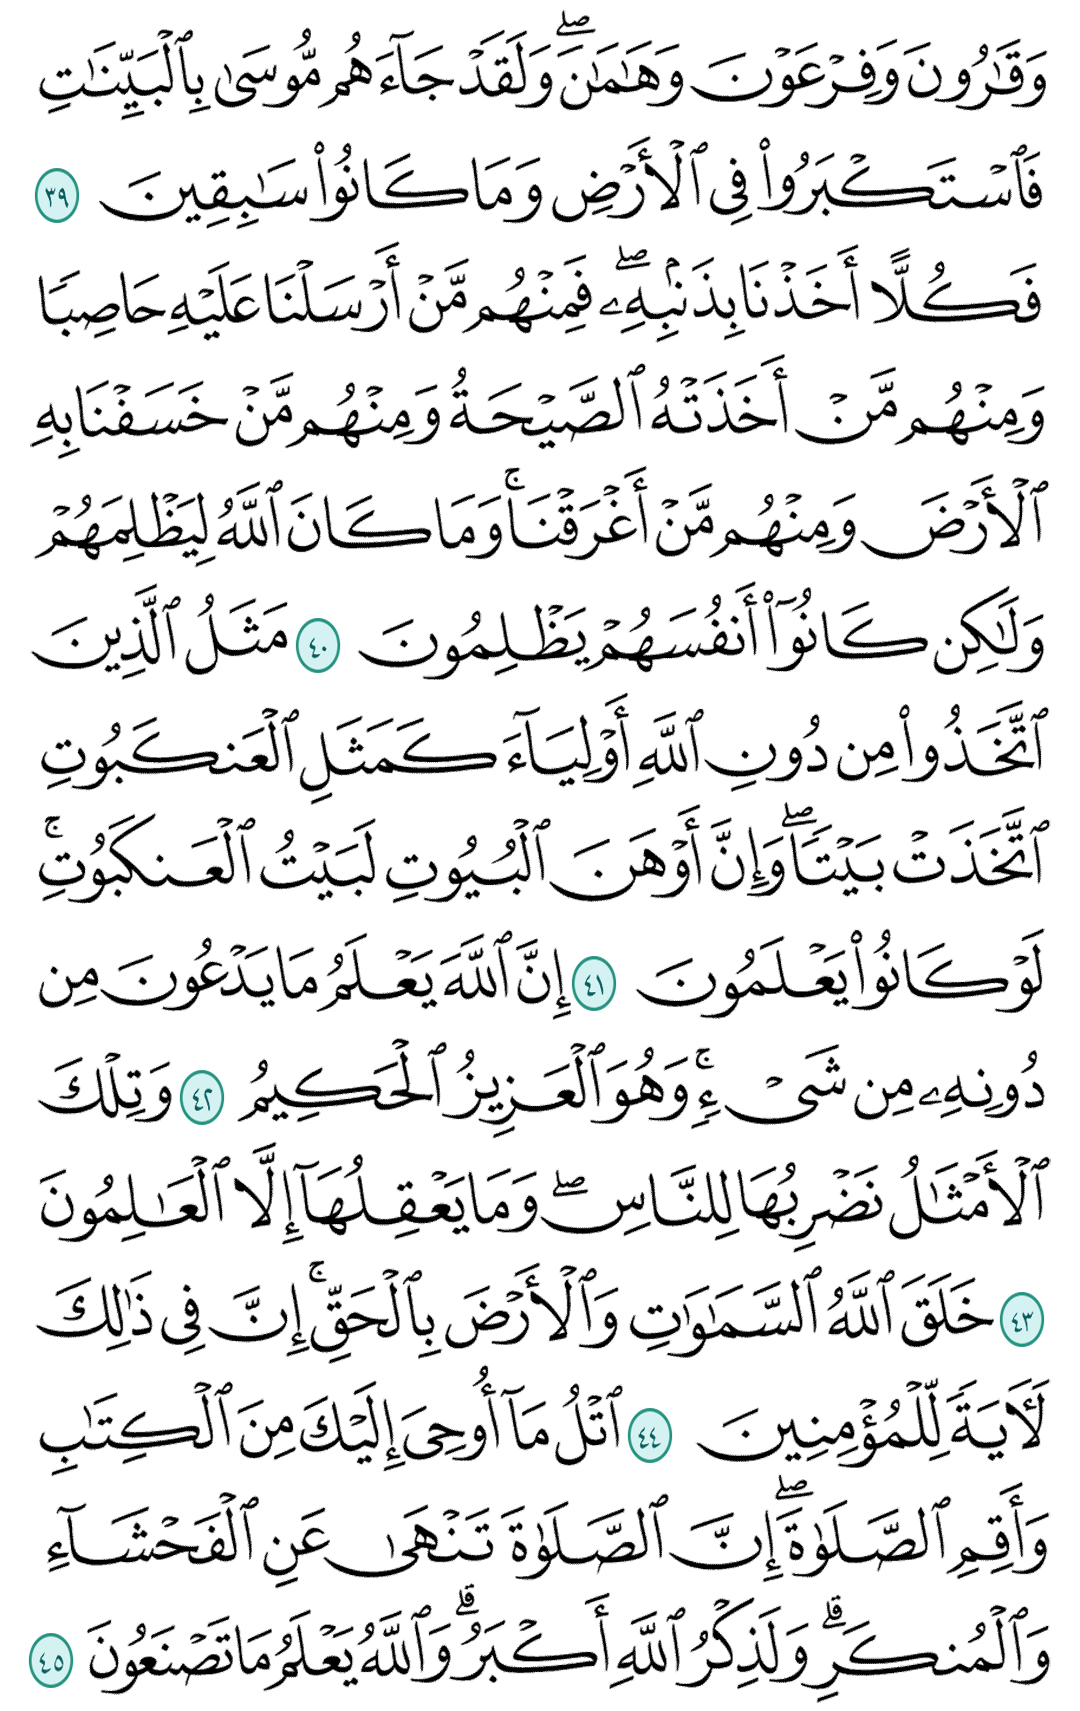 وَقَٰرُونَ وَفِرْعَوْنَ وَهَٰمَٰنَ ۖ وَلَقَدْ جَآءَهُم مُّوسَىٰ بِٱلْبَيِّنَٰتِ
فَٱسْتَكْبَرُوا۟ فِى ٱلْأَرْضِ وَمَا كَانُوا۟ سَٰبِقِينَ ٣٩
فَكُلًّا أَخَذْنَا بِذَنۢبِهِۦ ۖ فَمِنْهُم مَّنْ أَرْسَلْنَا عَلَيْهِ حَاصِبًا
وَمِنْهُم مَّنْ أَخَذَتْهُ ٱلصَّيْحَةُ وَمِنْهُم مَّنْ خَسَفْنَا بِهِ
ٱلْأَرْضَ وَمِنْهُم مَّنْ أَغْرَقْنَا ۚ وَمَا كَانَ ٱللَّهُ لِيَظْلِمَهُمْ
وَلَٰكِن كَانُوٓا۟ أَنفُسَهُمْ يَظْلِمُونَ ٤٠ مَثَلُ ٱلَّذِينَ
ٱتَّخَذُوا۟ مِن دُونِ ٱللَّهِ أَوْلِيَآءَ كَمَثَلِ ٱلْعَنكَبُوتِ
ٱتَّخَذَتْ بَيْتًا ۖ وَإِنَّ أَوْهَنَ ٱلْبُيُوتِ لَبَيْتُ ٱلْعَنكَبُوتِ ۚ
لَوْ كَانُوا۟ يَعْلَمُونَ ٤١ إِنَّ ٱللَّهَ يَعْلَمُ مَا يَدْعُونَ مِن
دُونِهِۦ مِن شَىْءٍ ۚ وَهُوَ ٱلْعَزِيزُ ٱلْحَكِيمُ ٤٢ وَتِلْكَ
ٱلْأَمْثَٰلُ نَضْرِبُهَا لِلنَّاسِ ۖ وَمَا يَعْقِلُهَآ إِلَّا ٱلْعَٰلِمُونَ
٤٣ خَلَقَ ٱللَّهُ ٱلسَّمَٰوَٰتِ وَٱلْأَرْضَ بِٱلْحَقِّ ۚ إِنَّ فِى ذَٰلِكَ
لَـَٔايَةً لِّلْمُؤْمِنِينَ ٤٤ ٱتْلُ مَآ أُوحِىَ إِلَيْكَ مِنَ ٱلْكِتَٰبِ
وَأَقِمِ ٱلصَّلَوٰةَ ۖ إِنَّ ٱلصَّلَوٰةَ تَنْهَىٰ عَنِ ٱلْفَحْشَآءِ
وَٱلْمُنكَرِ ۗ وَلَذِكْرُ ٱللَّهِ أَكْبَرُ ۗ وَٱللَّهُ يَعْلَمُ مَا تَصْنَعُونَ ٤٥